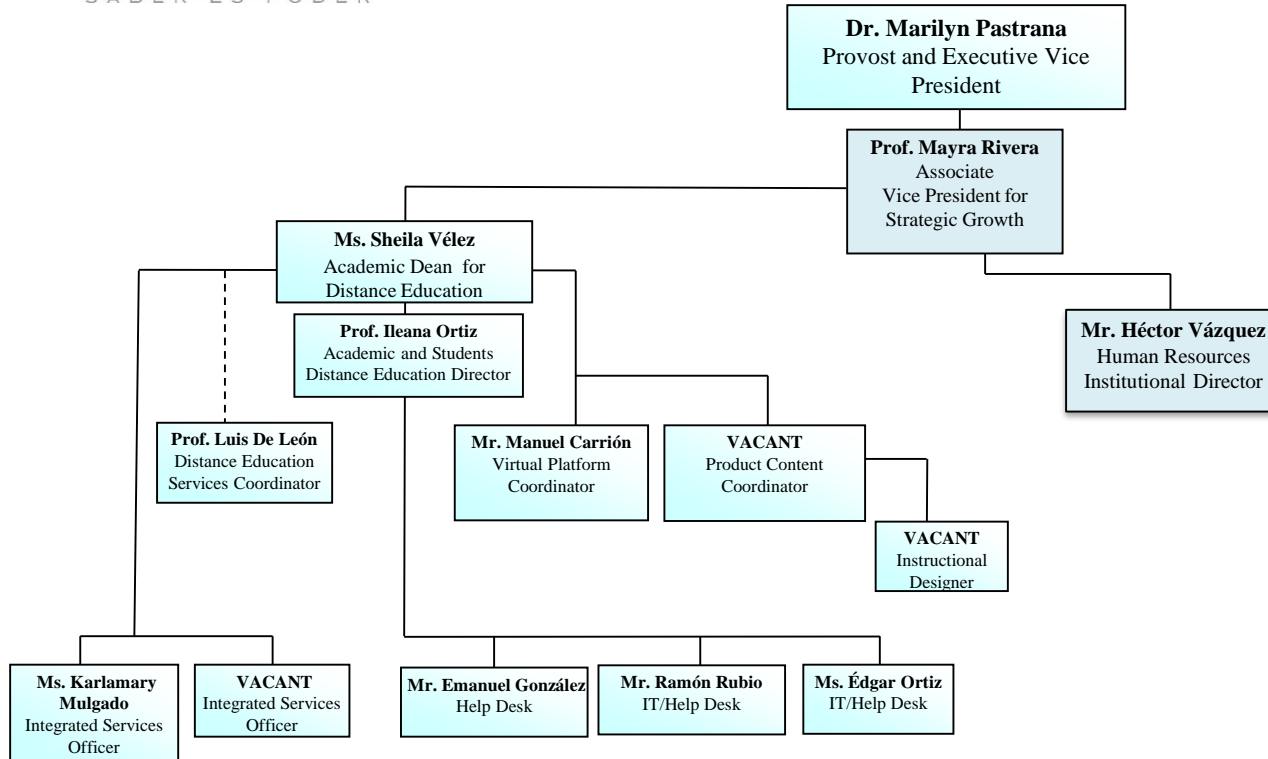 SABER ES PODER
Dr. Marilyn Pastrana
Provost and Executive Vice
President
Prof. Mayra Rivera
Associate
Vice President for
Strategic Growth
Ms. Sheila Vélez
Academic Dean for
Distance Education
Prof. Ileana Ortiz
Academic and Students
Distance Education Director
Mr. Héctor Vázquez
Human Resources
Institutional Director
Prof. Luis De León
Distance Education
Services Coordinator
Mr. Manuel Carrión
Virtual Platform
Coordinator
VACANT
Product Content
Coordinator
VACANT
Instructional
Designer
Ms. Karlamary
Mulgado
Integrated Services
Officer
VACANT
Integrated Services
Officer
Mr. Emanuel González
Help Desk
Mr. Ramón Rubio
IT/Help Desk
Ms. Édgar Ortiz
IT/Help Desk